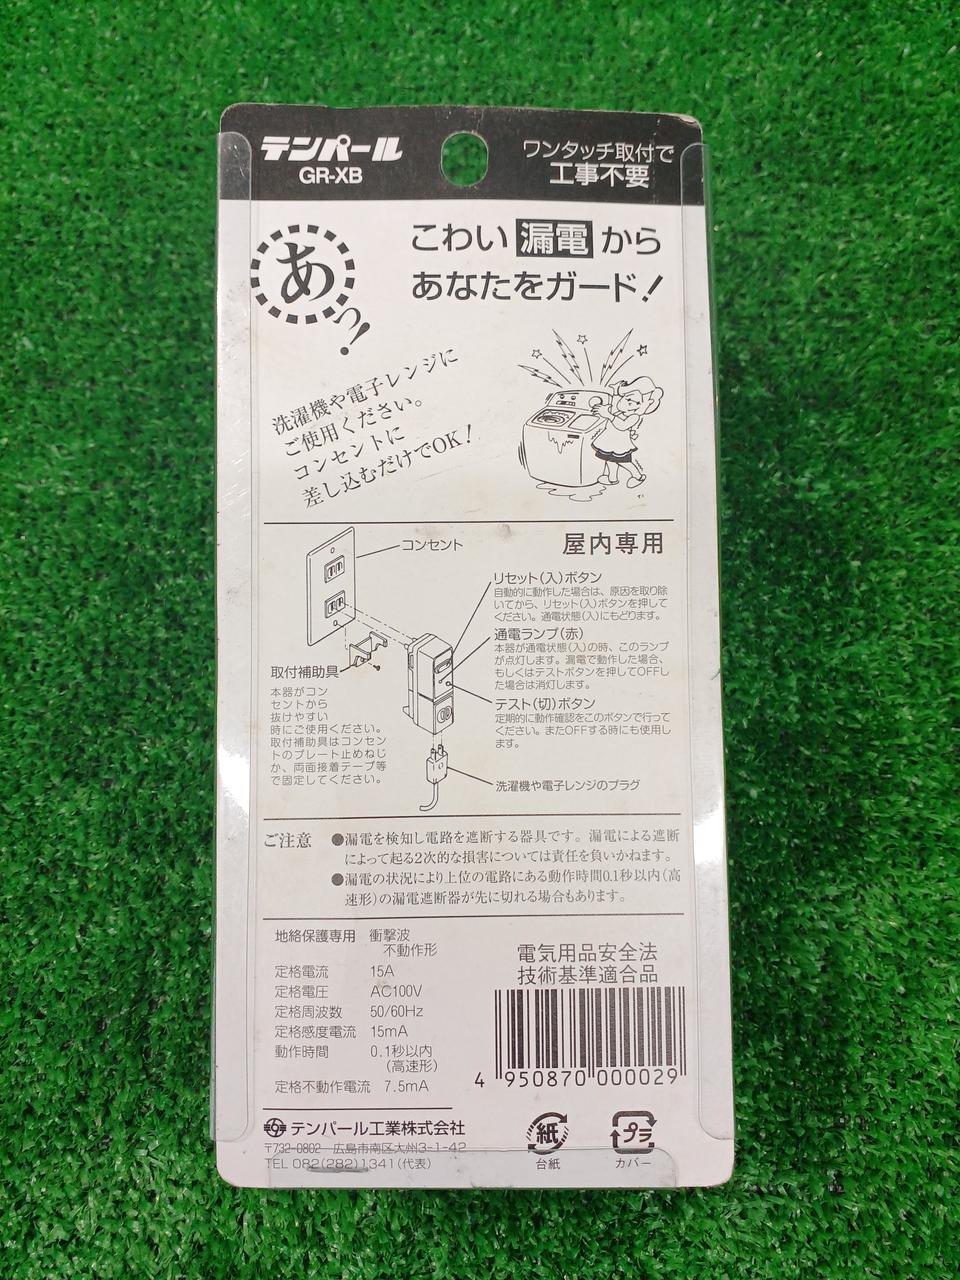 テンパール
GR-XB
ワンタッチ取付で
工事不要
あっ!
こわい漏電から
あなたをガード!
洗濯機や電子レンジに
ご使用ください。
コンセントに
差し込むだけでOK!
コンセント
屋内専用
リセット(入)ボタン
自動的に動作した場合は、原因を取り除
いてから、リセット(入)ボタンを押して
ください。通電状態(入)にもどります。
通電ランプ(赤)
本器が通電状態(入)の時、このランプ
が点灯します。漏電で動作した場合、
もしくはテストボタンを押してOFFし
た場合は消灯します。
テスト(切)ボタン
定期的に動作確認をこのボタンで行って
ください。またOFFする時にも使用し
ます。
取付補助具
本器がコン
セントから
抜けやすい
時にご使用ください。
取付補助具はコンセン
トのプレート止めねじ
か、両面接着テープ等
で固定してください。
洗濯機や電子レンジのプラグ
ご注意
●漏電を検知し電路を遮断する器具です。漏電による遮断
によって起る2次的な損害については責任を負いかねます。
●漏電の状況により上位の電路にある動作時間0.1秒以内(高
速形)の漏電遮断器が先に切れる場合もあります。
地絡保護専用 衝撃波
不動作形
定格電流 15A
定格電圧 AC100V
定格周波数 50/60Hz
定格感度電流 15mA
動作時間 0.1秒以内
(高速形)
定格不動作電流 7.5mA
電気用品安全法
技術基準適合品
4 950870 000029
テンパール工業株式会社
〒732-0802 広島市南区大州3-1-42
TEL 082(282)1341(代表)
紙
台紙
プラ
カバー